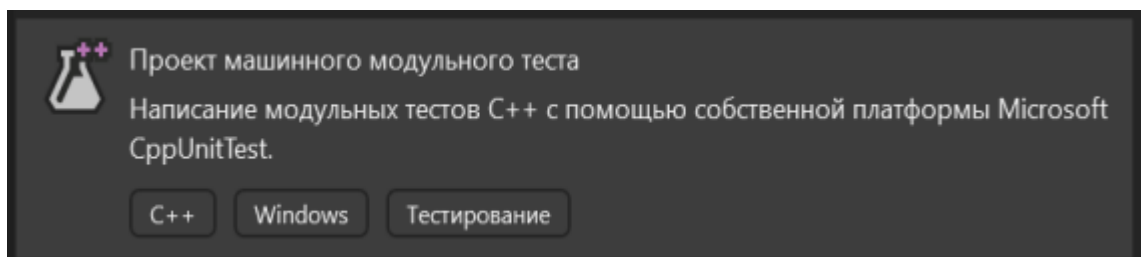 ++
Проект машинного модульного теста
Написание модульных тестов C++ с помощью собственной платформы Microsoft
CppUnitTest.
C++ Windows Тестирование